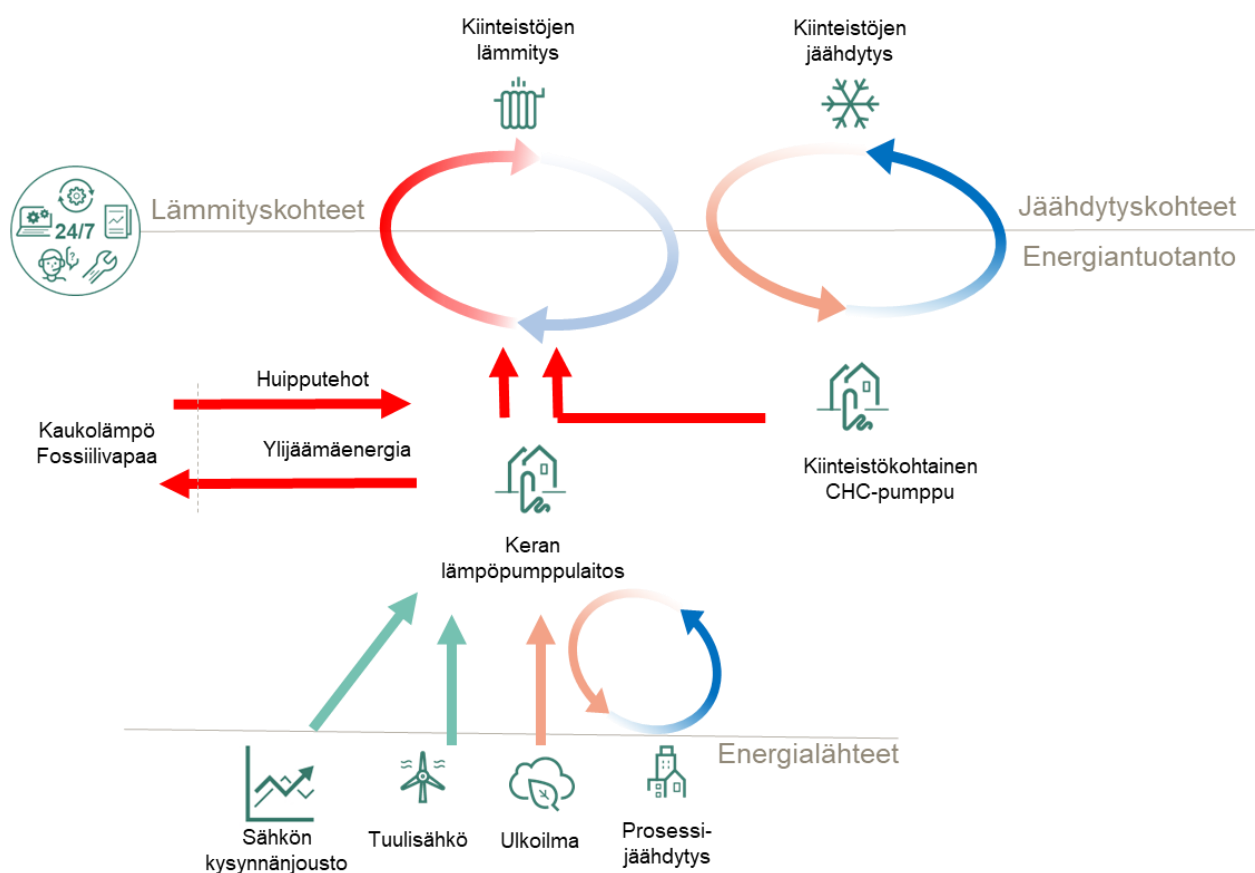 Kiinteistöjen
lämmitys
Kiinteistöjen
jäähdytys
24/7
?
Lämmityskohteet
Jäähdytyskohteet
Energiantuotanto
Huipputehot
Kaukolämpö
Fossiilivapaa
Ylijäämäenergia
Kiinteistökohtainen
CHC-pumppu
Keran
lämpöpumppulaitos
Energialähteet
Sähkön
kysynnänjousto
Tuulisähkö
Ulkoilma
Prosessi-
jäähdytys